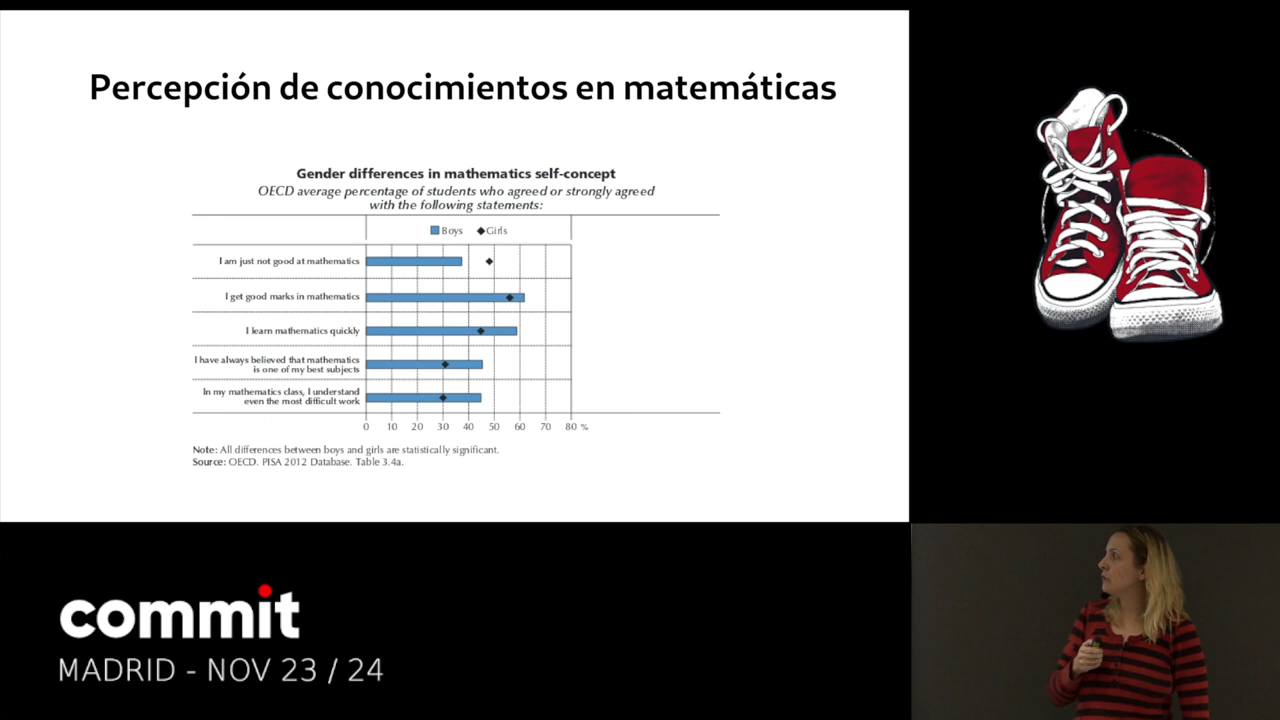 Percepción de conocimientos en matemáticas
Gender differences in mathematics self-concept
OECD average percentage of students who agreed or strongly agreed
with the following statements:
Boys Girls
I am just not good at mathematics
I get good marks in mathematics
I learn mathematics quickly
I have always believed that mathematics
is one of my best subjects
In my mathematics class, I understand
even the most difficult work
0 10 20 30 40 50 60 70 80 %
Note: All differences between boys and girls are statistically significant.
Source: OECD. PISA 2012 Database. Table 3.4a.
commit
MADRID - NOV 23 / 24